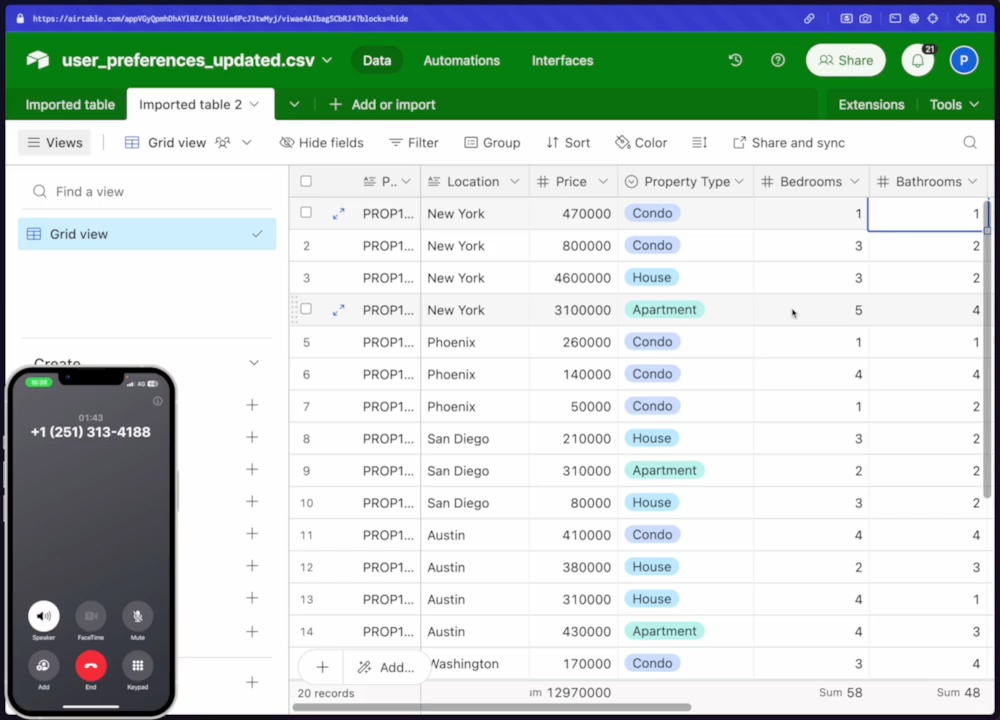 https://airtable.com/appVGyQpmhDhAYl0Z/tbltUie6PcJ3twMyj/viwae4AIbagSCbRJ4?blocks=hide
user_preferences_updated.csv Data Automations Interfaces Share 21 P
Imported table Imported table 2 Add or import Extensions Tools
Views Grid view Hide fields Filter Group Sort Color Share and sync
Find a view
Grid view
Create
P.. Location Price Property Type Bedrooms Bathrooms
PROP1... New York 470000 Condo 1 1
2 PROP1... New York 800000 Condo 3 2
3 PROP1... New York 4600000 House 3 2
PROP1... New York 3100000 Apartment 5 4
5 PROP1... Phoenix 260000 Condo 1 1
6 PROP1... Phoenix 140000 Condo 4 4
7 PROP1... Phoenix 50000 Condo 1 2
8 PROP1... San Diego 210000 House 3 2
9 PROP1... San Diego 310000 Apartment 2 2
10 PROP1... San Diego 80000 House 3 2
11 PROP1... Austin 410000 Condo 4 4
12 PROP1... Austin 380000 House 2 3
13 PROP1... Austin 310000 House 4 1
14 PROP1... Austin 430000 Apartment 4 3
Washington 170000 Condo 3 4
Add...
20 records 12970000 Sum 58 Sum 48
4G
01:43
+1 (251) 313-4188
Speaker FaceTime Mute
Add End Keypad